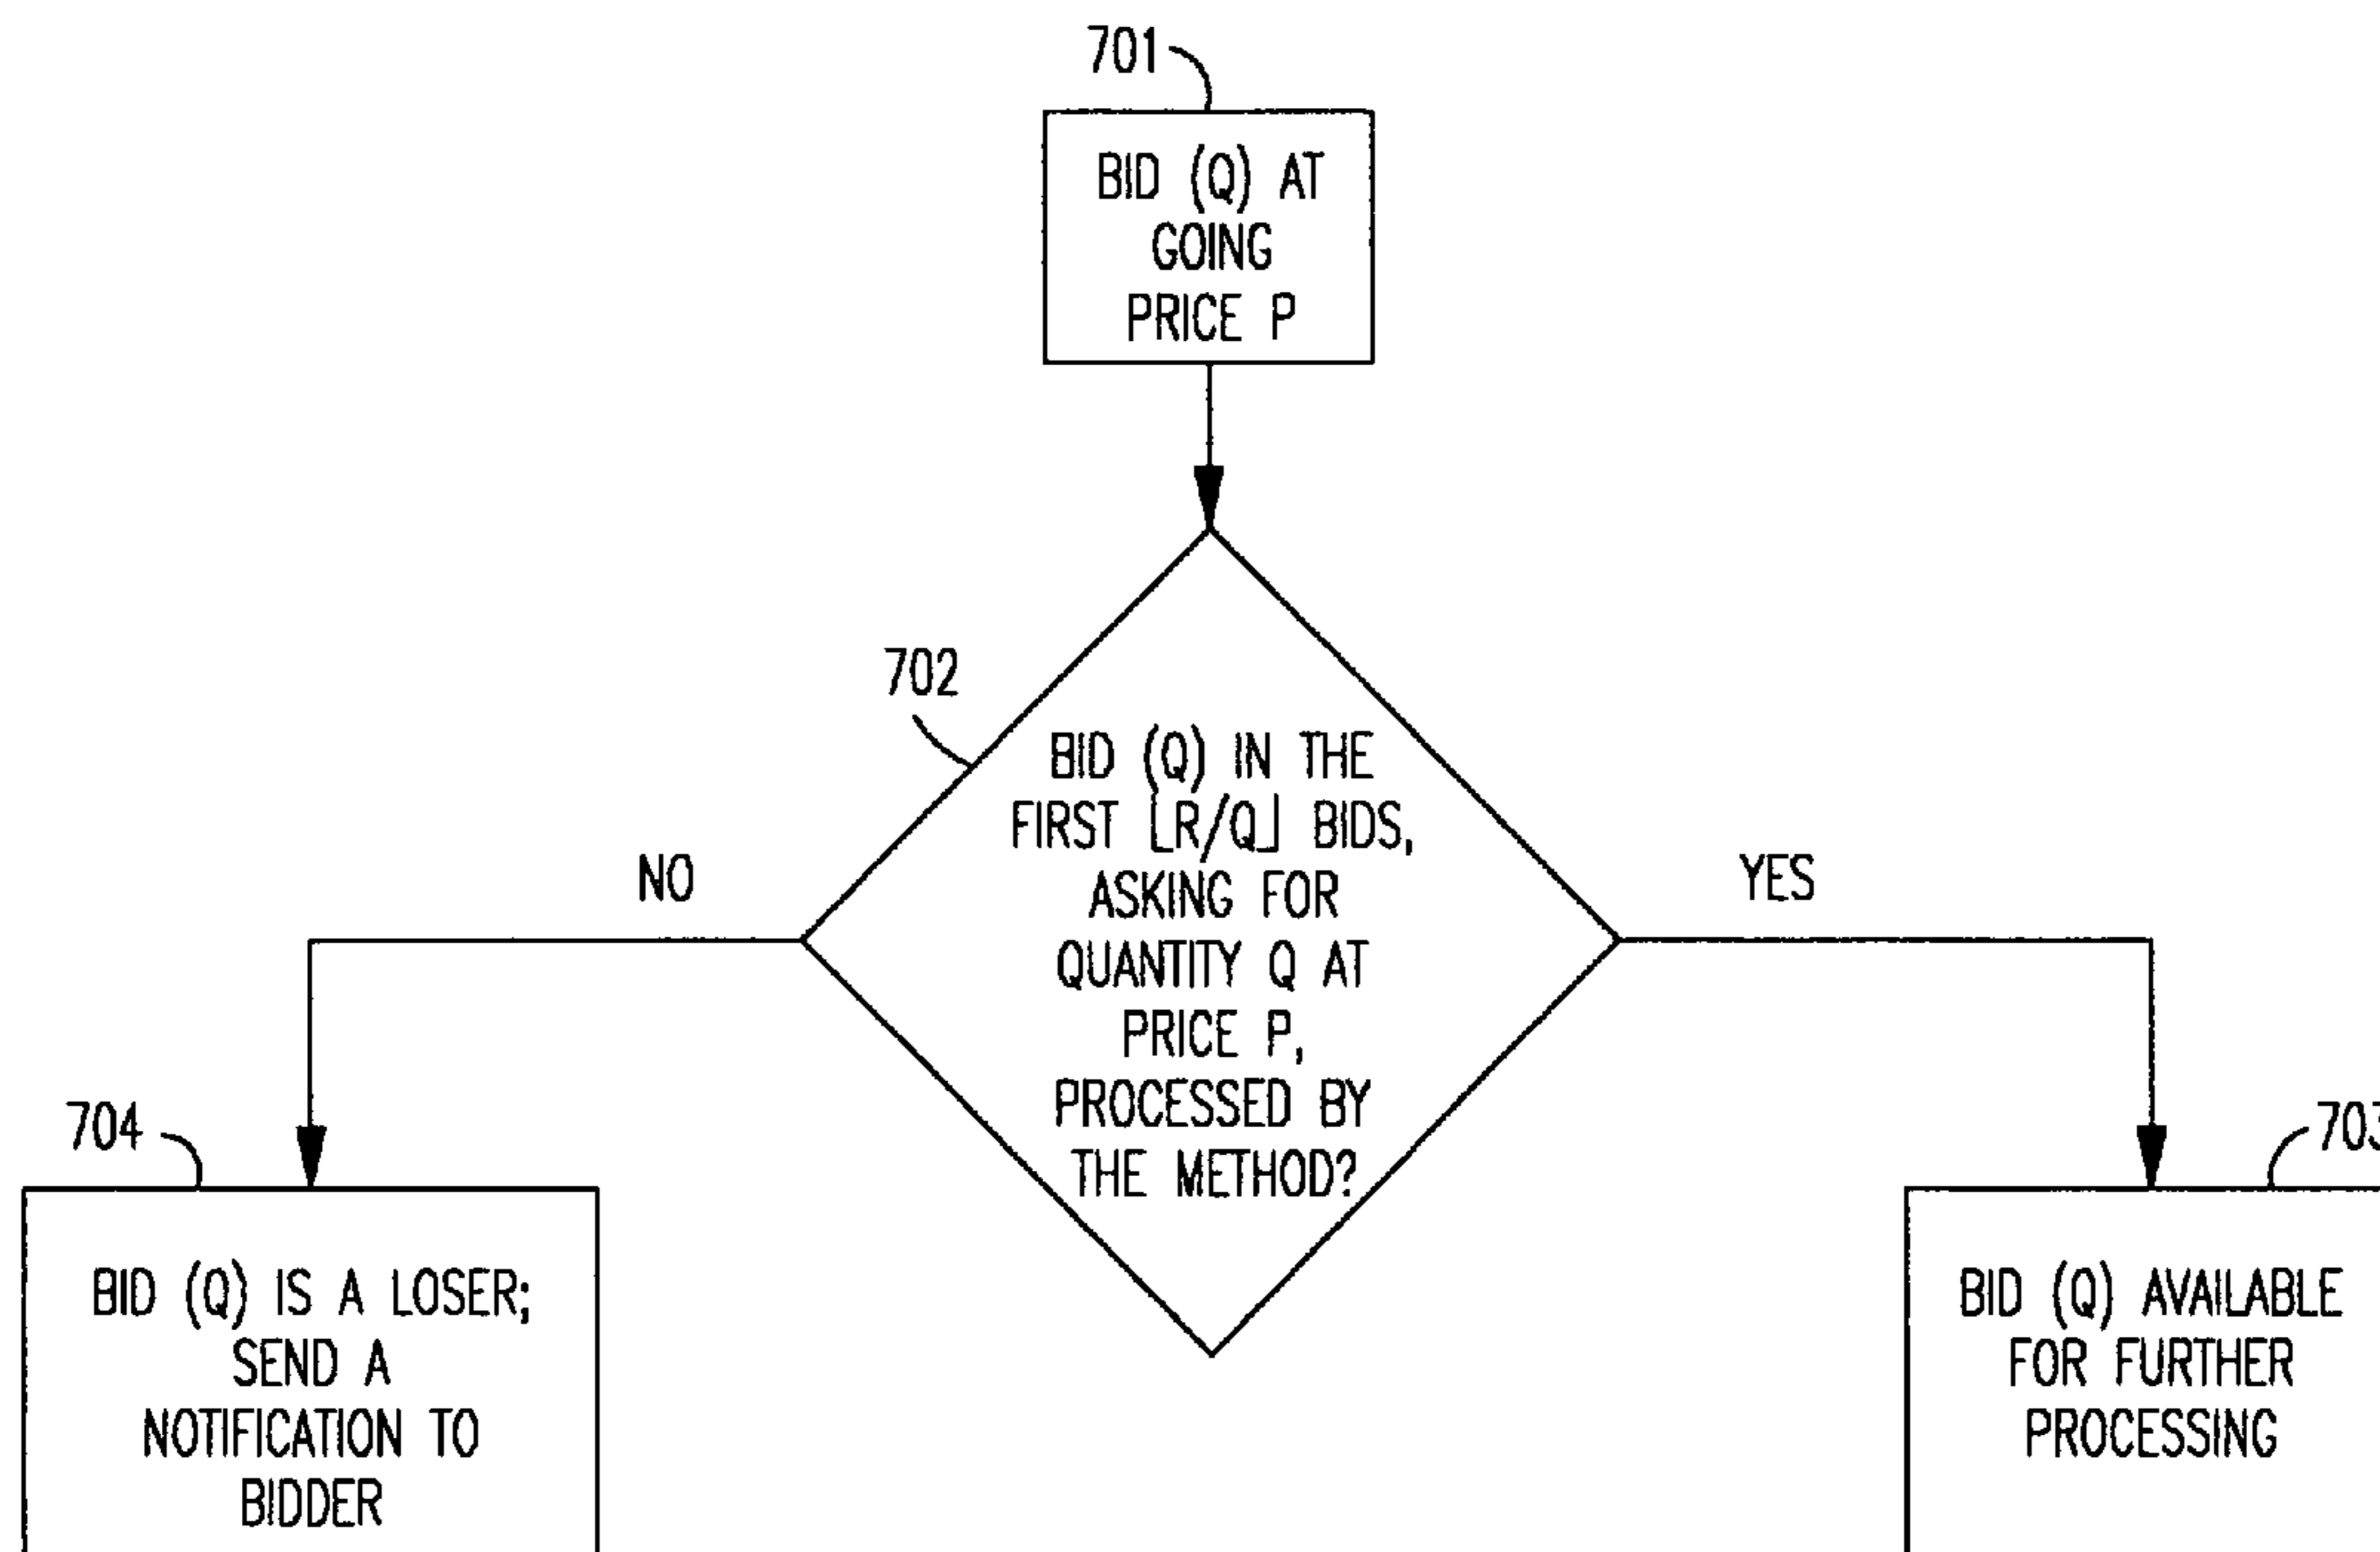 701
BID (Q) AT
GOING
PRICE P
702
BID (Q) IN THE
FIRST ⌊R/Q⌋ BIDS,
ASKING FOR
QUANTITY Q AT
PRICE P,
PROCESSED BY
THE METHOD?
NO
YES
704
BID (Q) IS A LOSER;
SEND A
NOTIFICATION TO
BIDDER
703
BID (Q) AVAILABLE
FOR FURTHER
PROCESSING